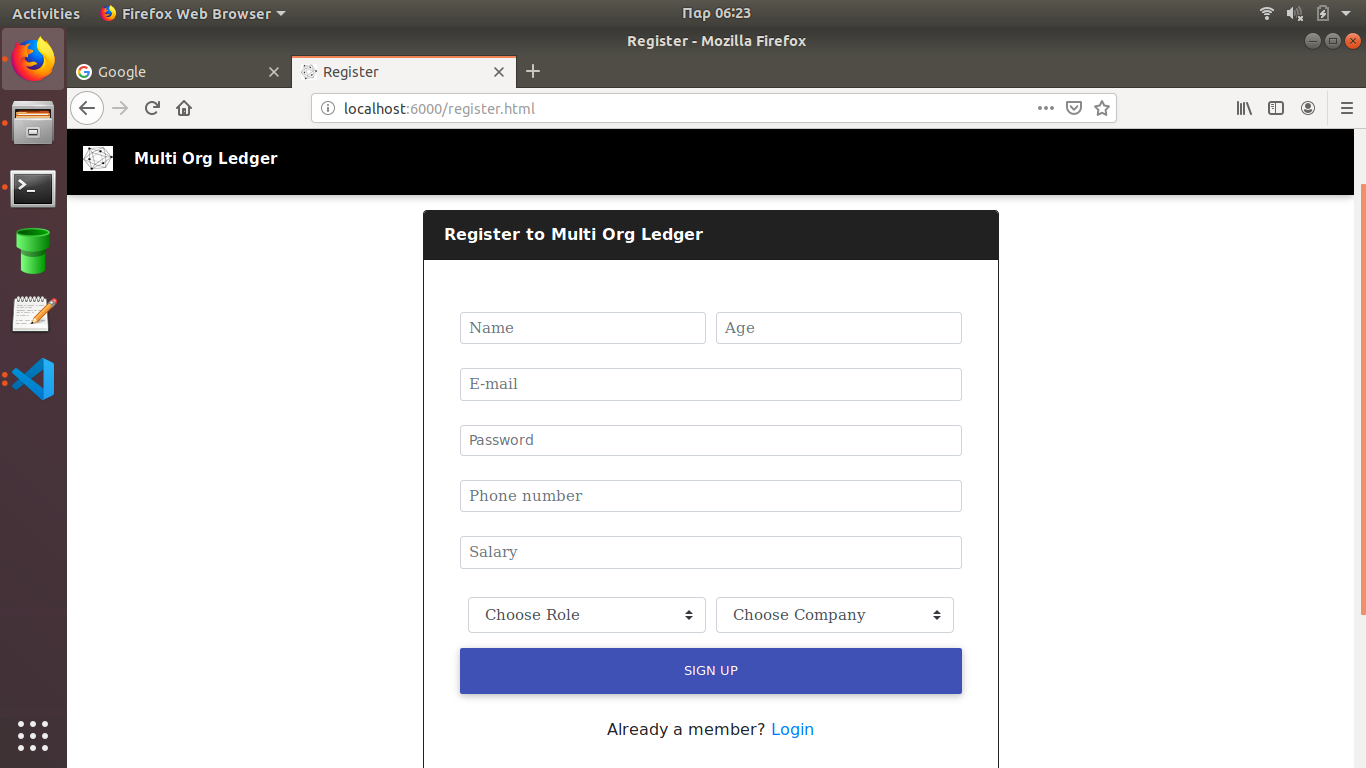 Activities Firefox Web Browser Παρ 06:23
Register - Mozilla Firefox
Google Register
localhost:6000/register.html
Multi Org Ledger
Register to Multi Org Ledger
Name Age
E-mail
Password
Phone number
Salary
Choose Role Choose Company
SIGN UP
Already a member? Login